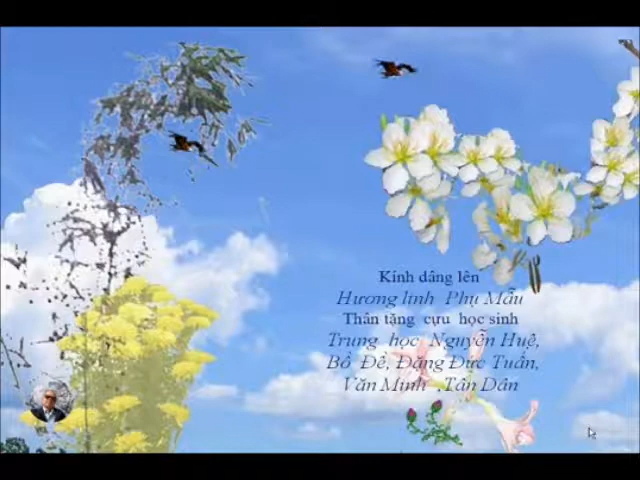 Kính dâng lên
Hương linh Phụ Mẫu
Thân tặng cựu học sinh
Trung học Nguyễn Huệ,
Bồ Đề, Đặng Đức Tuấn,
Văn Minh ,Tân Dân